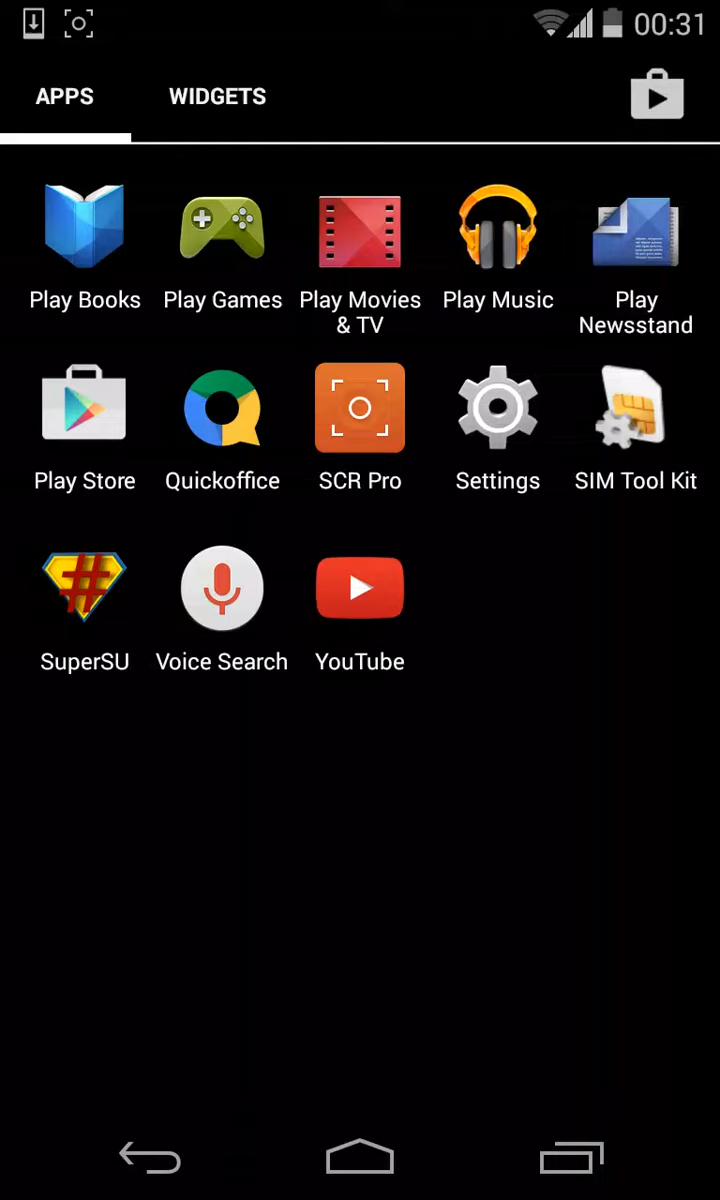 00:31
APPS WIDGETS
Play Books Play Games Play Movies & TV Play Music Play Newsstand
Play Store Quickoffice SCR Pro Settings SIM Tool Kit
SuperSU Voice Search YouTube